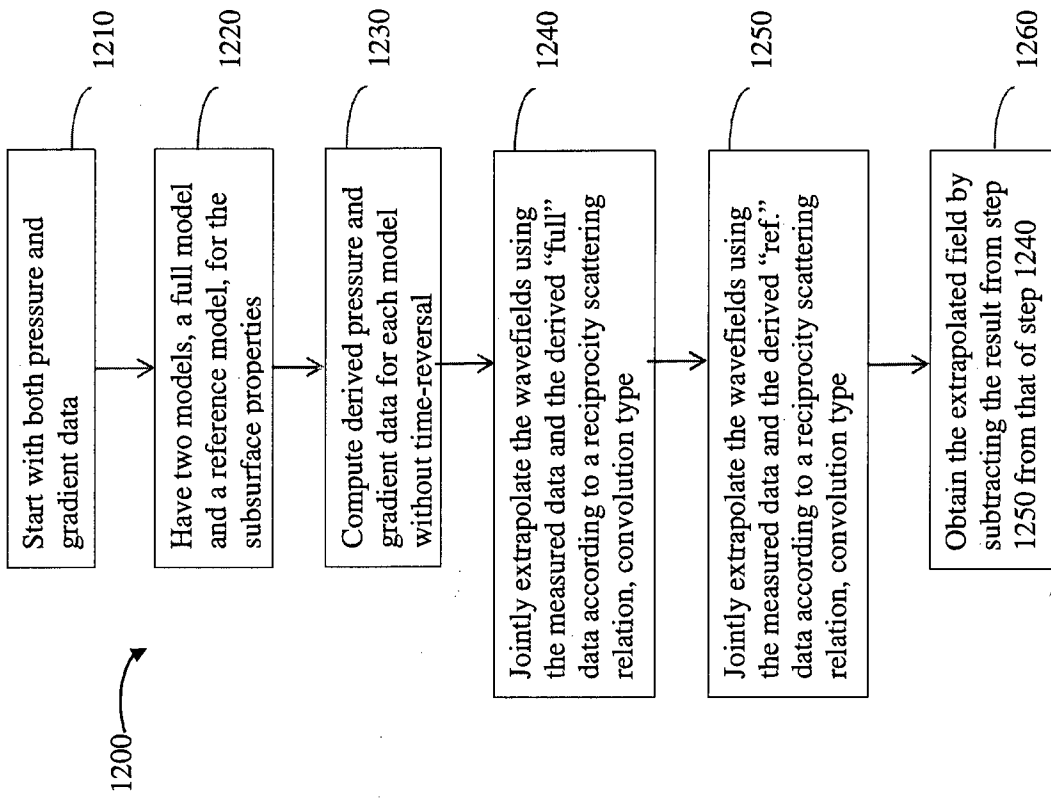 1200
Start with both pressure and
gradient data
1210
Have two models, a full model
and a reference model, for the
subsurface properties
1220
Compute derived pressure and
gradient data for each model
without time-reversal
1230
Jointly extrapolate the wavefields using
the measured data and the derived “full”
data according to a reciprocity scattering
relation, convolution type
1240
Jointly extrapolate the wavefields using
the measured data and the derived “ref.”
data according to a reciprocity scattering
relation, convolution type
1250
Obtain the extrapolated field by
subtracting the result from step
1250 from that of step 1240
1260